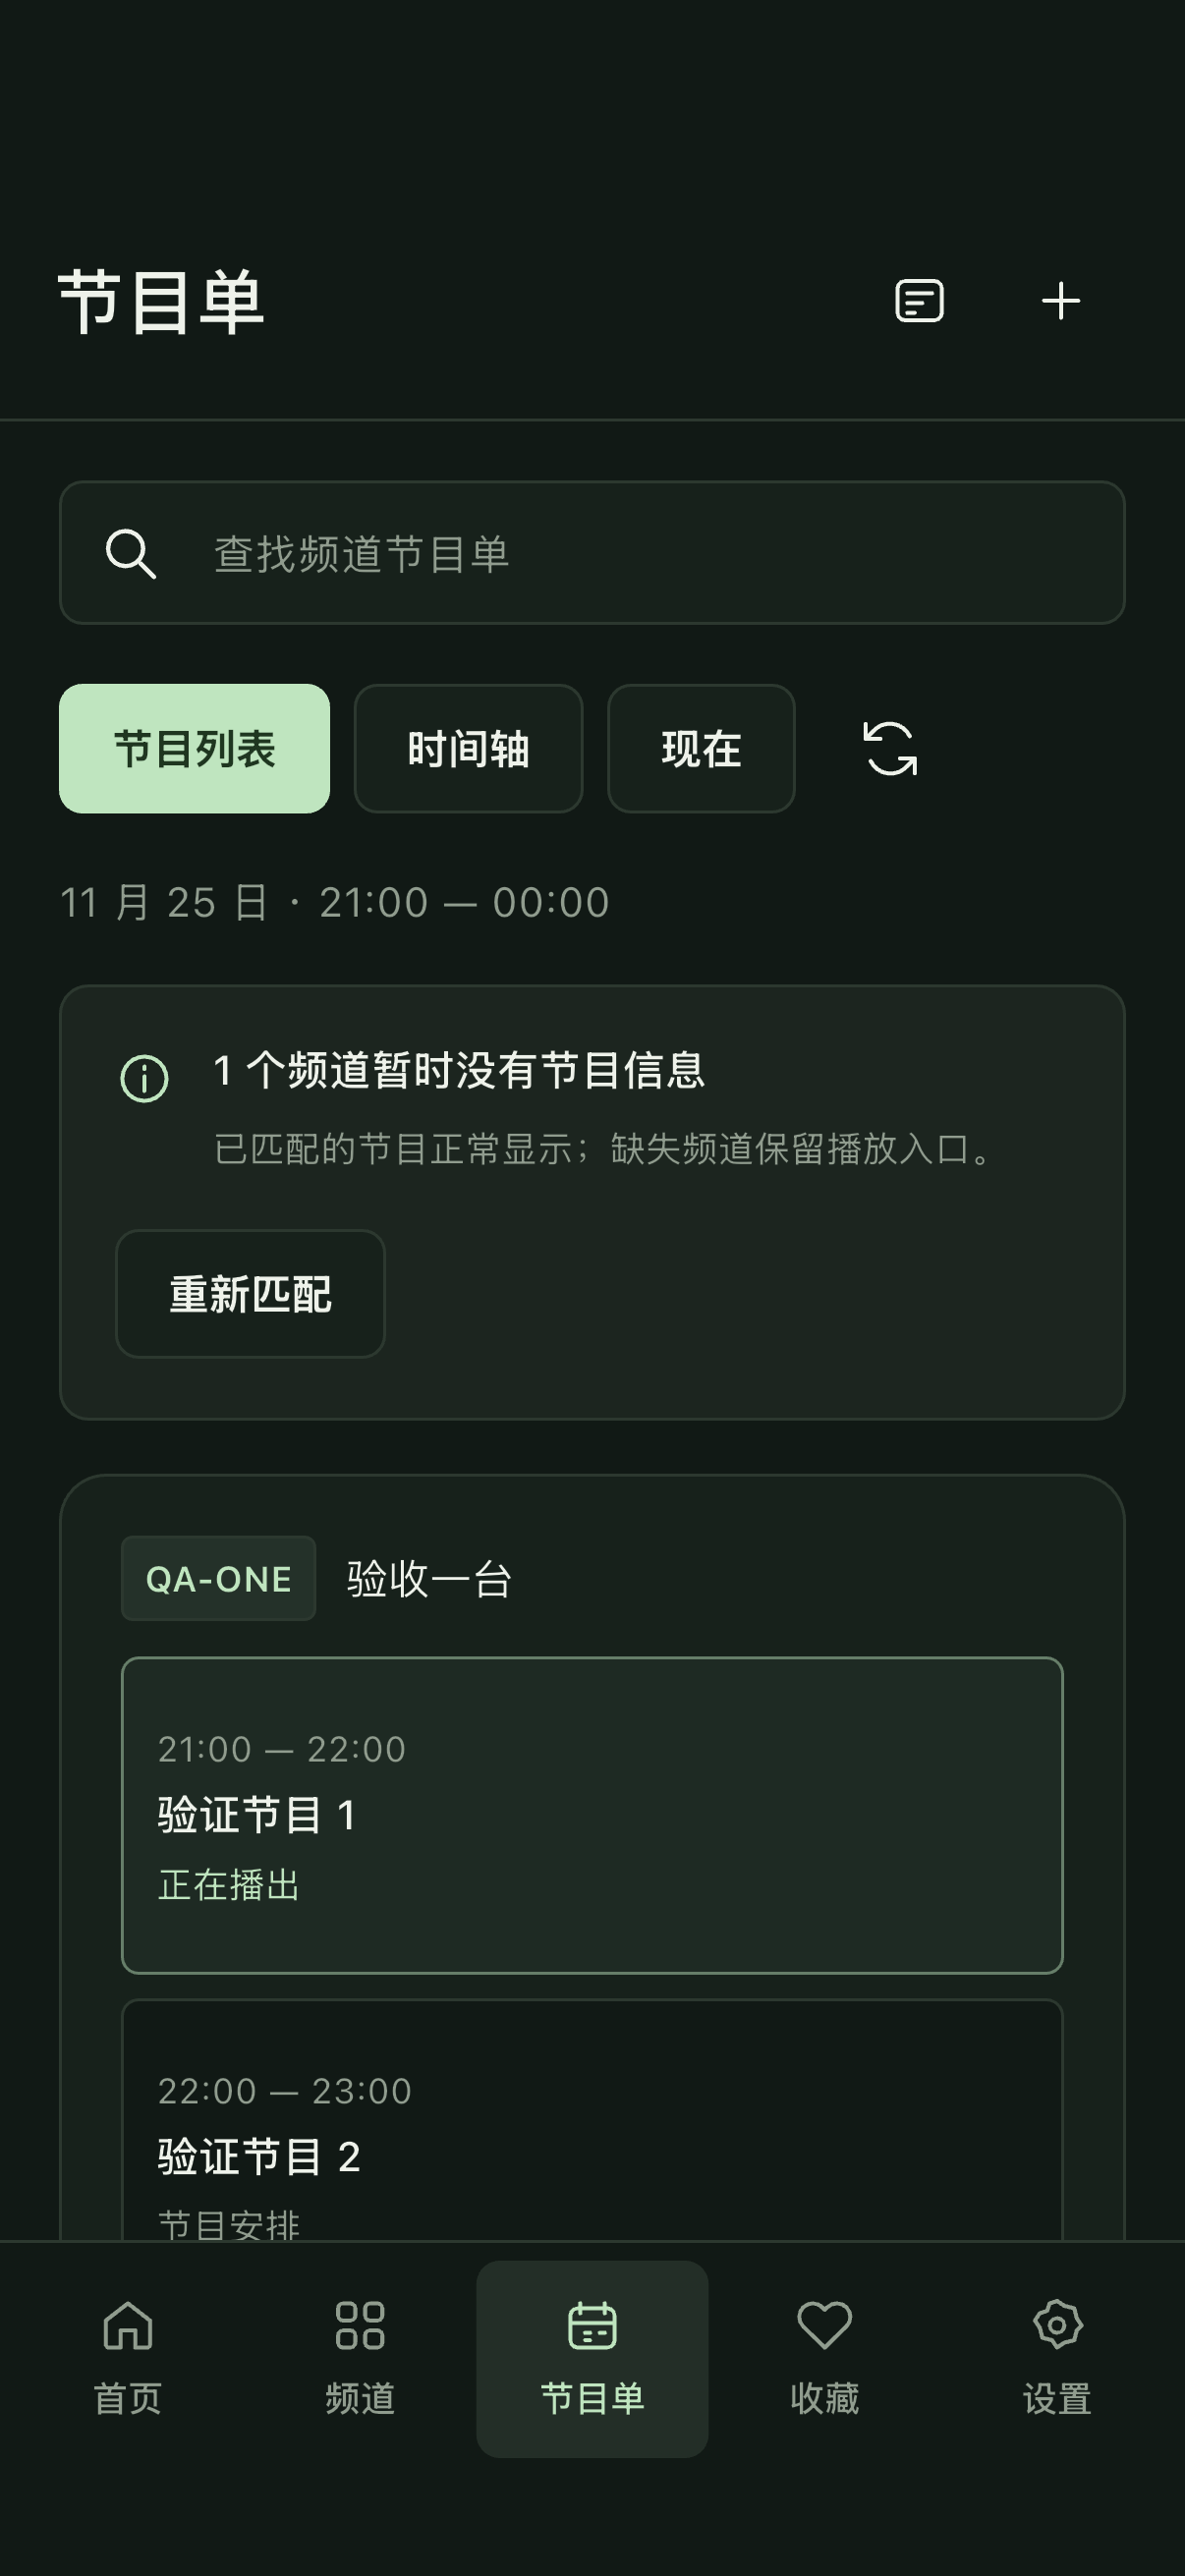 节目单
查找频道节目单
节目列表 时间轴 现在
11 月 25 日 · 21:00 — 00:00
1 个频道暂时没有节目信息
已匹配的节目正常显示；缺失频道保留播放入口。
重新匹配
QA-ONE 验收一台
21:00 — 22:00
验证节目 1
正在播出
22:00 — 23:00
验证节目 2
节目安排
首页 频道 节目单 收藏 设置